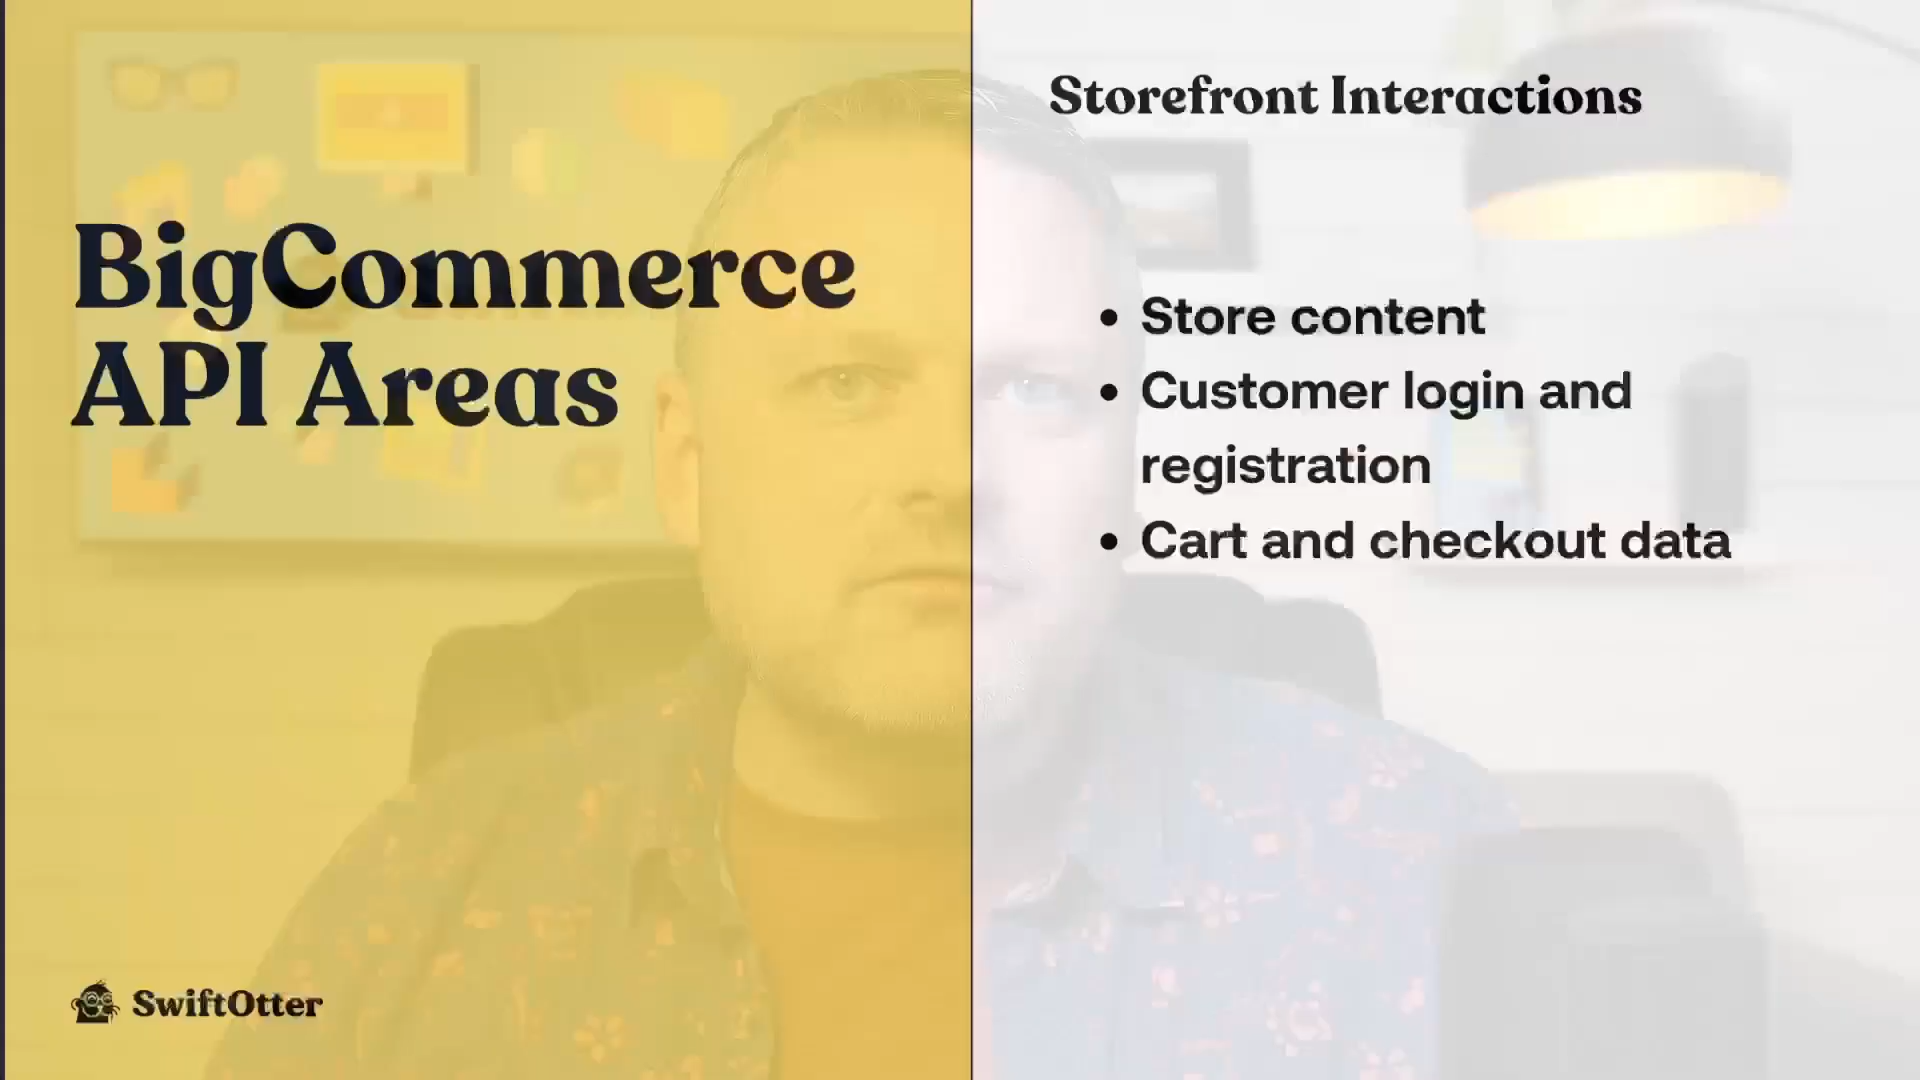 BigCommerce
API Areas
Storefront Interactions
• Store content
• Customer login and
registration
• Cart and checkout data
SwiftOtter